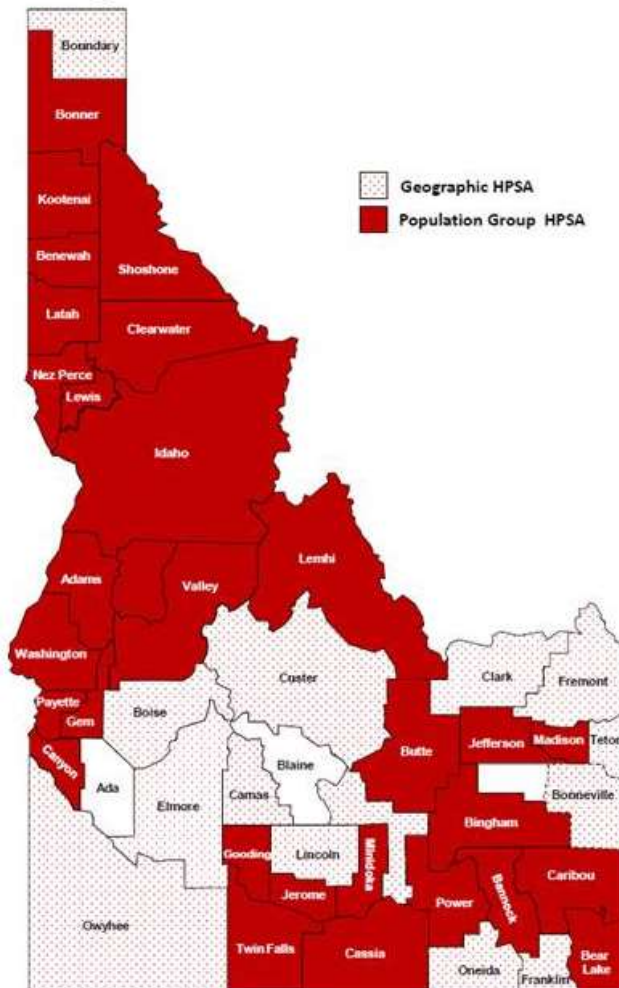 Boundary
Bonner
Geographic HPSA
Kootenai
Population Group HPSA
Benewah
Shoshone
Latah
Clearwater
Nez Perce
Lewis
Idaho
Lemhi
Adams
Valley
Washington
Custer
Clark
Fremont
Payette
Boise
Gem
Butte
Jefferson
Madison
Teton
Canyon
Ada
Blaine
Elmore
Camas
Bonneville
Bingham
Gooding
Lincoln
Minidoka
Jerome
Power
Bannock
Caribou
Owyhee
Twin Falls
Cassia
Bear
Lake
Oneida
Franklin